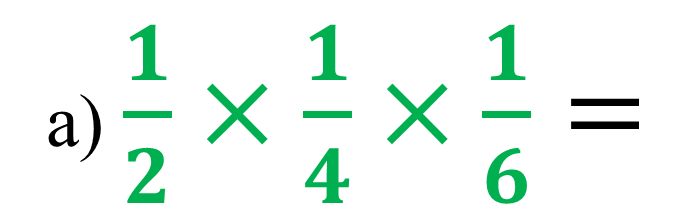 a) 1/2 × 1/4 × 1/6 =